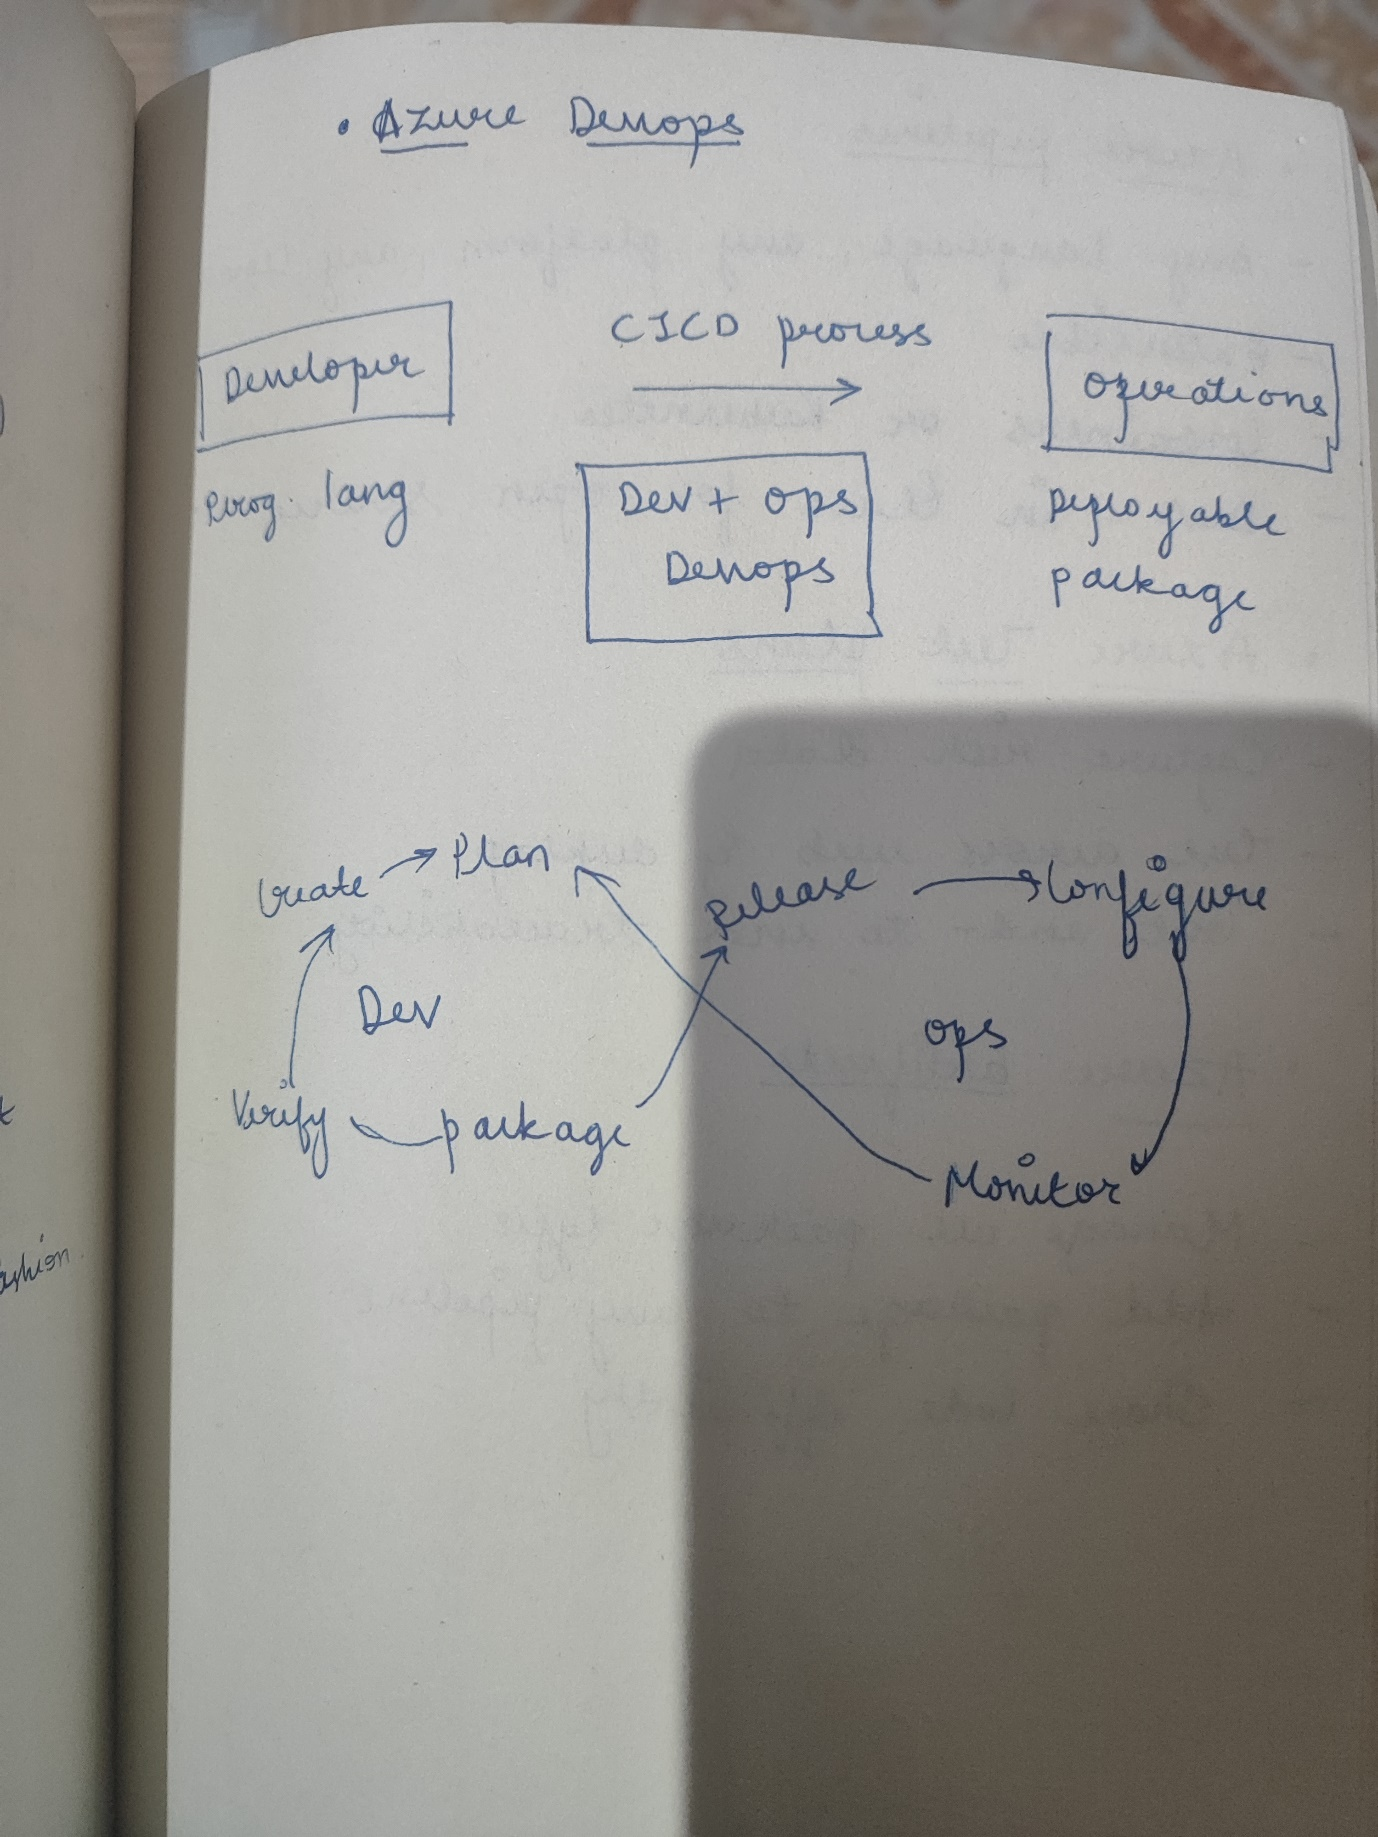 • Azure Devops
Developer
CICD process
Operations
Prog. lang
Dev + ops
Devops
Deployable
package
Create
Plan
Release
Configure
Dev
ops
Verify
package
Monitor